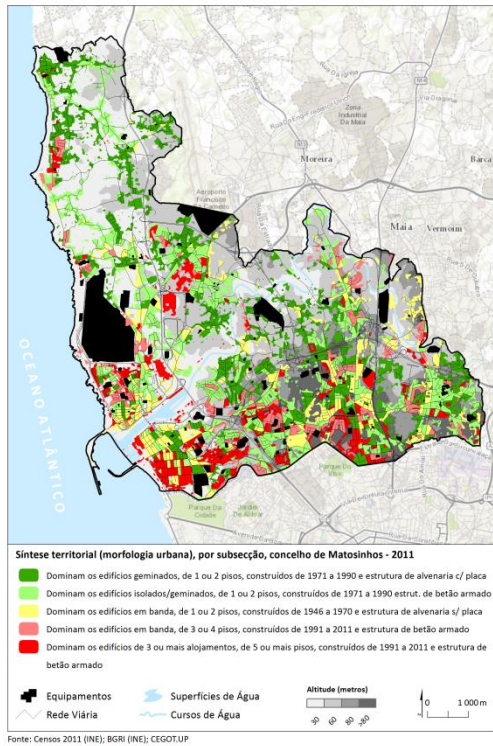 Zona
Industrial
Da Maia
Moreira
Aeroporto
Maia
Vermoim
OCEANO ATLÂNTICO
Parque Da
Cidade
Síntese territorial (morfologia urbana), por subsecção, concelho de Matosinhos - 2011
Dominam os edifícios geminados, de 1 ou 2 pisos, construídos de 1971 a 1990 e estrutura de alvenaria c/ placa
Dominam os edifícios isolados/geminados, de 1 ou 2 pisos, construídos de 1971 a 1990 estrut. de betão armado
Dominam os edifícios em banda, de 1 ou 2 pisos, construídos de 1946 a 1970 e estrutura de alvenaria s/ placa
Dominam os edifícios em banda, de 3 ou 4 pisos, construídos de 1991 a 2011 e estrutura de betão armado
Dominam os edifícios de 3 ou mais alojamentos, de 5 ou mais pisos, construídos de 1991 a 2011 e estrutura de
betão armado
Equipamentos
Superfícies de Água
Altitude (metros)
Rede Viária
Cursos de Água
30 60 80 >80
0 1 000 m
Fonte: Censos 2011 (INE); BGRI (INE); CEGOT.UP